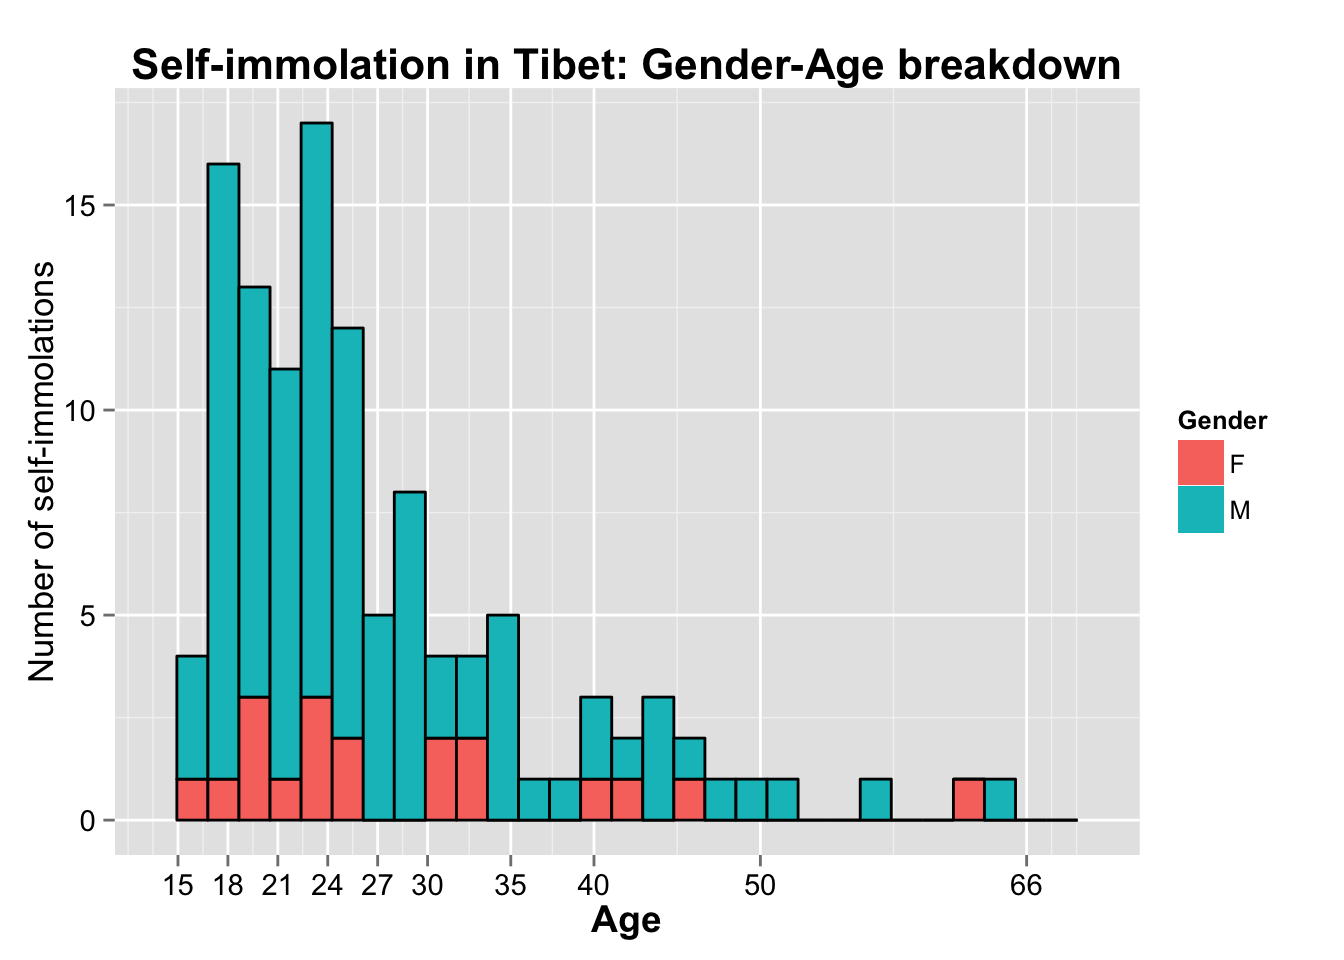 Self-immolation in Tibet: Gender-Age breakdown
Number of self-immolations
15
10
5
0
15 18 21 24 27 30 35 40 50 66
Age
Gender
F
M